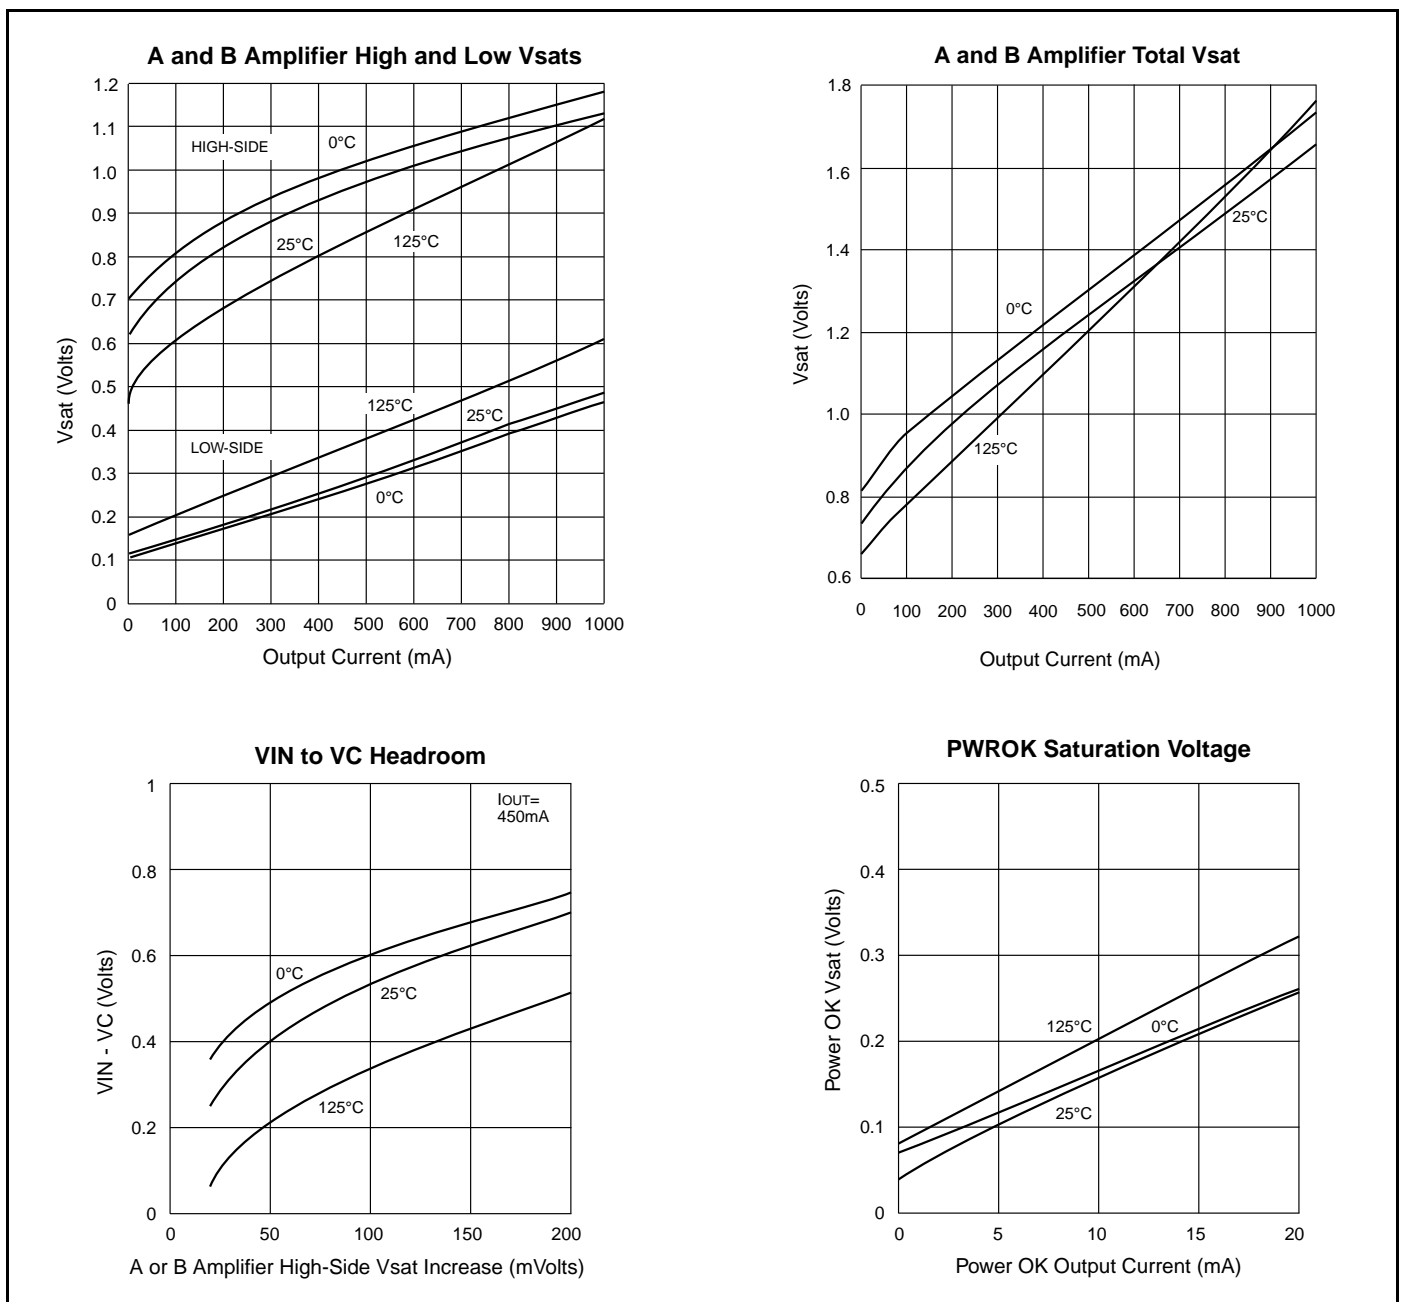 A and B Amplifier High and Low Vsats
1.2
1.1
1.0
0.9
0.8
0.7
0.6
0.5
0.4
0.3
0.2
0.1
0
HIGH-SIDE
0°C
25°C
125°C
125°C
25°C
LOW-SIDE
0°C
Vsat (Volts)
0 100 200 300 400 500 600 700 800 900 1000
Output Current (mA)
A and B Amplifier Total Vsat
1.8
1.6
1.4
1.2
1.0
0.8
0.6
25°C
0°C
125°C
Vsat (Volts)
0 100 200 300 400 500 600 700 800 900 1000
Output Current (mA)
VIN to VC Headroom
1
0.8
0.6
0.4
0.2
0
IOUT=
450mA
0°C
25°C
125°C
VIN - VC (Volts)
0 50 100 150 200
A or B Amplifier High-Side Vsat Increase (mVolts)
PWROK Saturation Voltage
0.5
0.4
0.3
0.2
0.1
0
125°C
0°C
25°C
Power OK Vsat (Volts)
0 5 10 15 20
Power OK Output Current (mA)